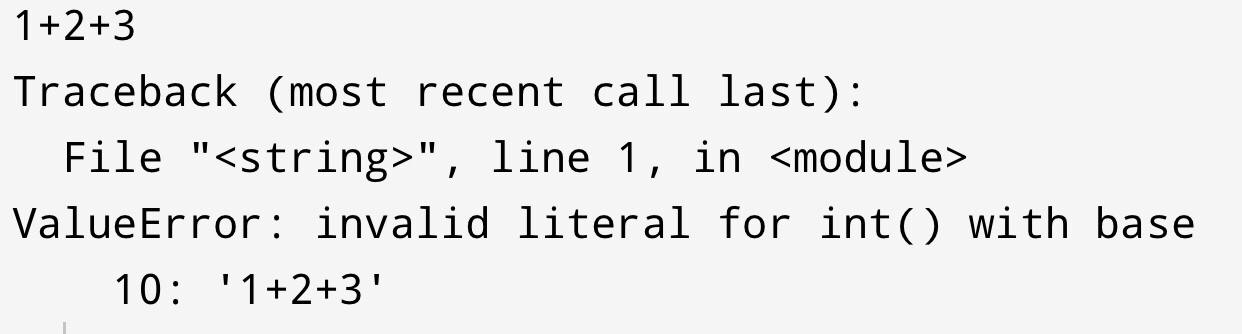 1+2+3
Traceback (most recent call last):
  File "<string>", line 1, in <module>
ValueError: invalid literal for int() with base
    10: '1+2+3'